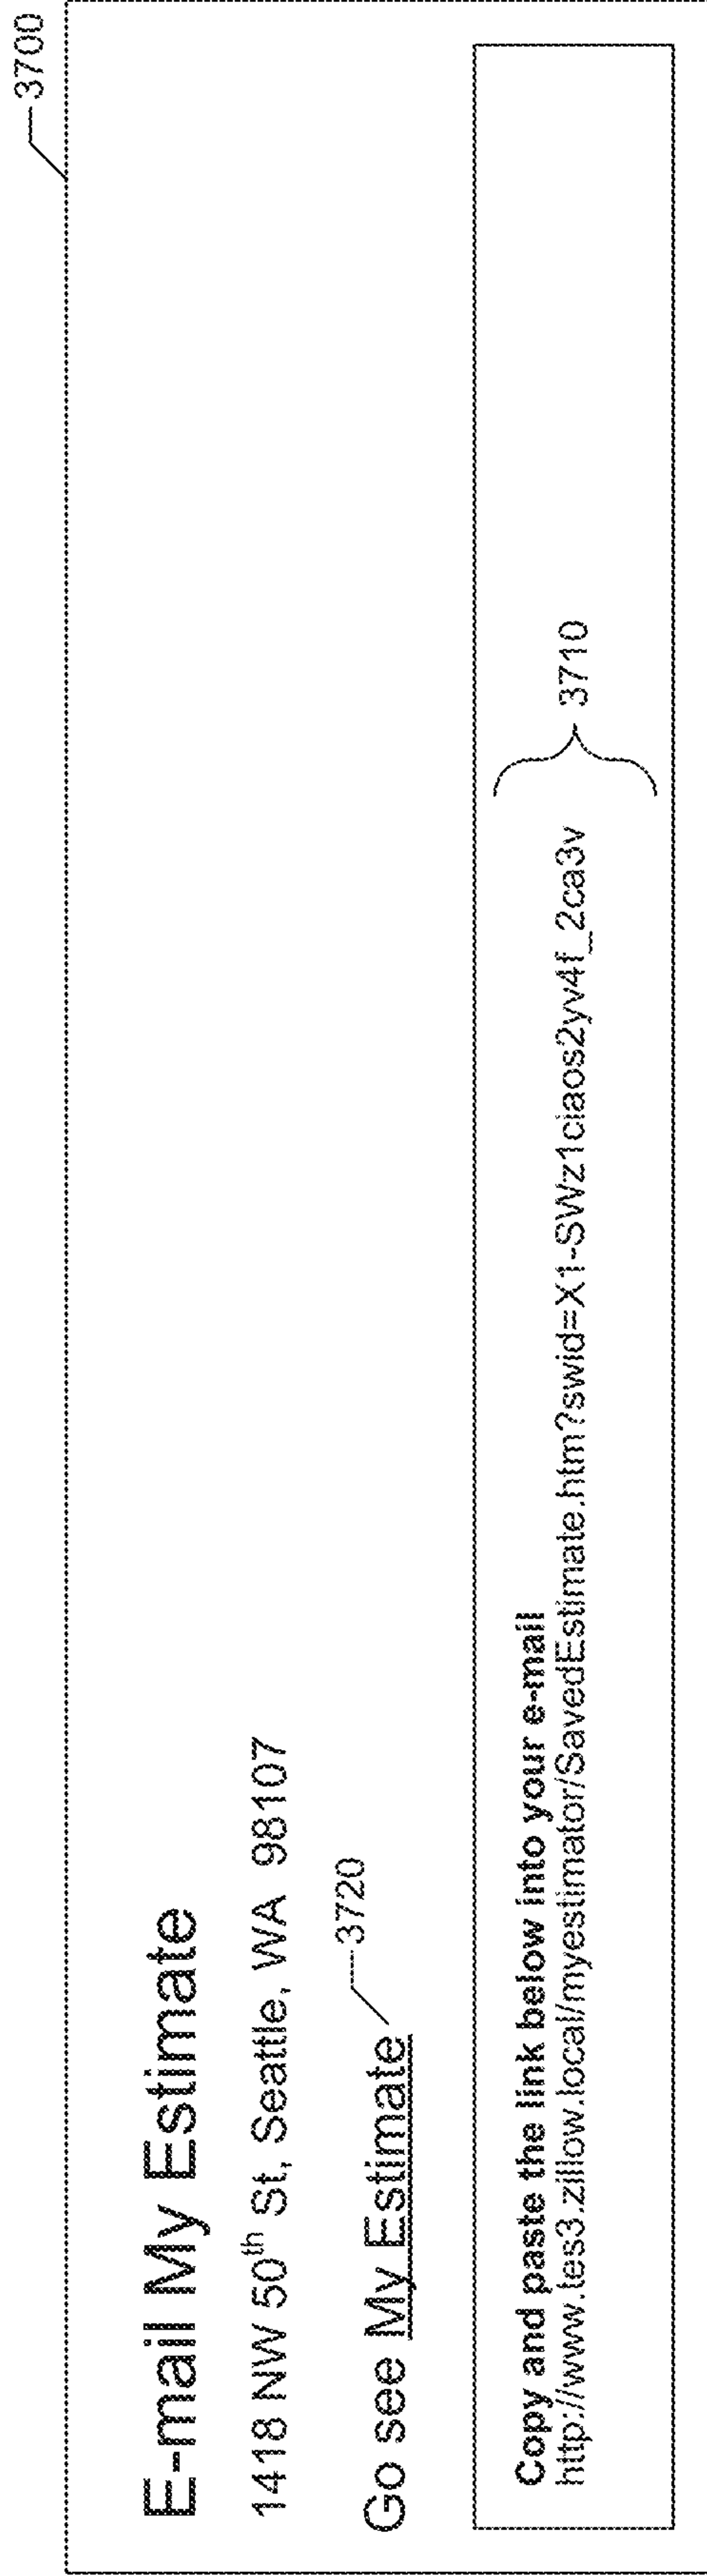 3700
E-mail My Estimate
1418 NW 50th St, Seattle, WA 98107
Go see My Estimate
3720
Copy and paste the link below into your e-mail
http://www.tes3.zillow.local/myestimator/SavedEstimate.htm?swid=X1-SWz1ciaos2yv4f_2ca3v
3710